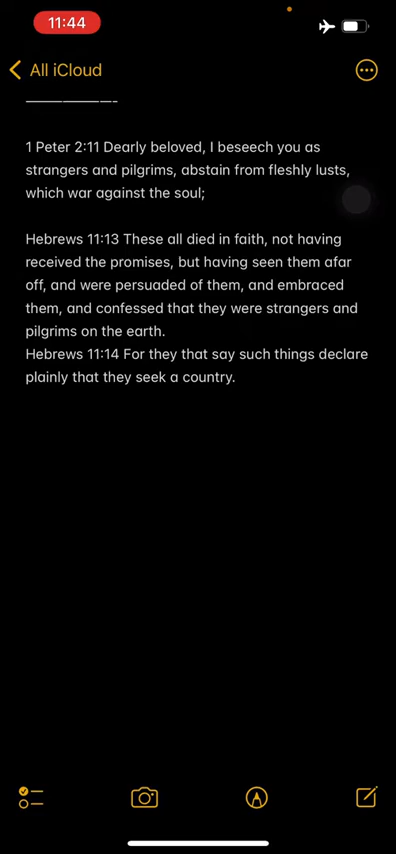 11:44
All iCloud
——————–
1 Peter 2:11 Dearly beloved, I beseech you as
strangers and pilgrims, abstain from fleshly lusts,
which war against the soul;
Hebrews 11:13 These all died in faith, not having
received the promises, but having seen them afar
off, and were persuaded of them, and embraced
them, and confessed that they were strangers and
pilgrims on the earth.
Hebrews 11:14 For they that say such things declare
plainly that they seek a country.